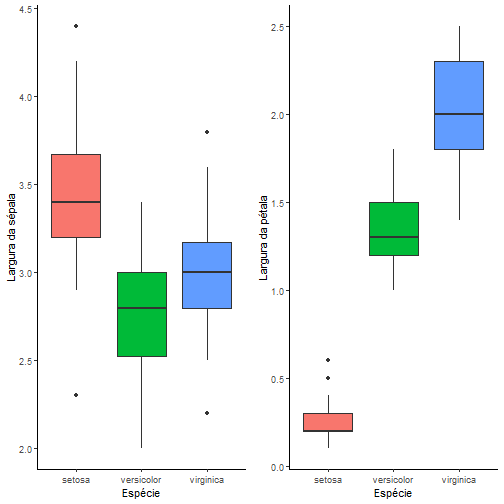 Largura da sépala
4.5
4.0
3.5
3.0
2.5
2.0
setosa versicolor virginica
Espécie
Largura da pétala
2.5
2.0
1.5
1.0
0.5
0.0
setosa versicolor virginica
Espécie